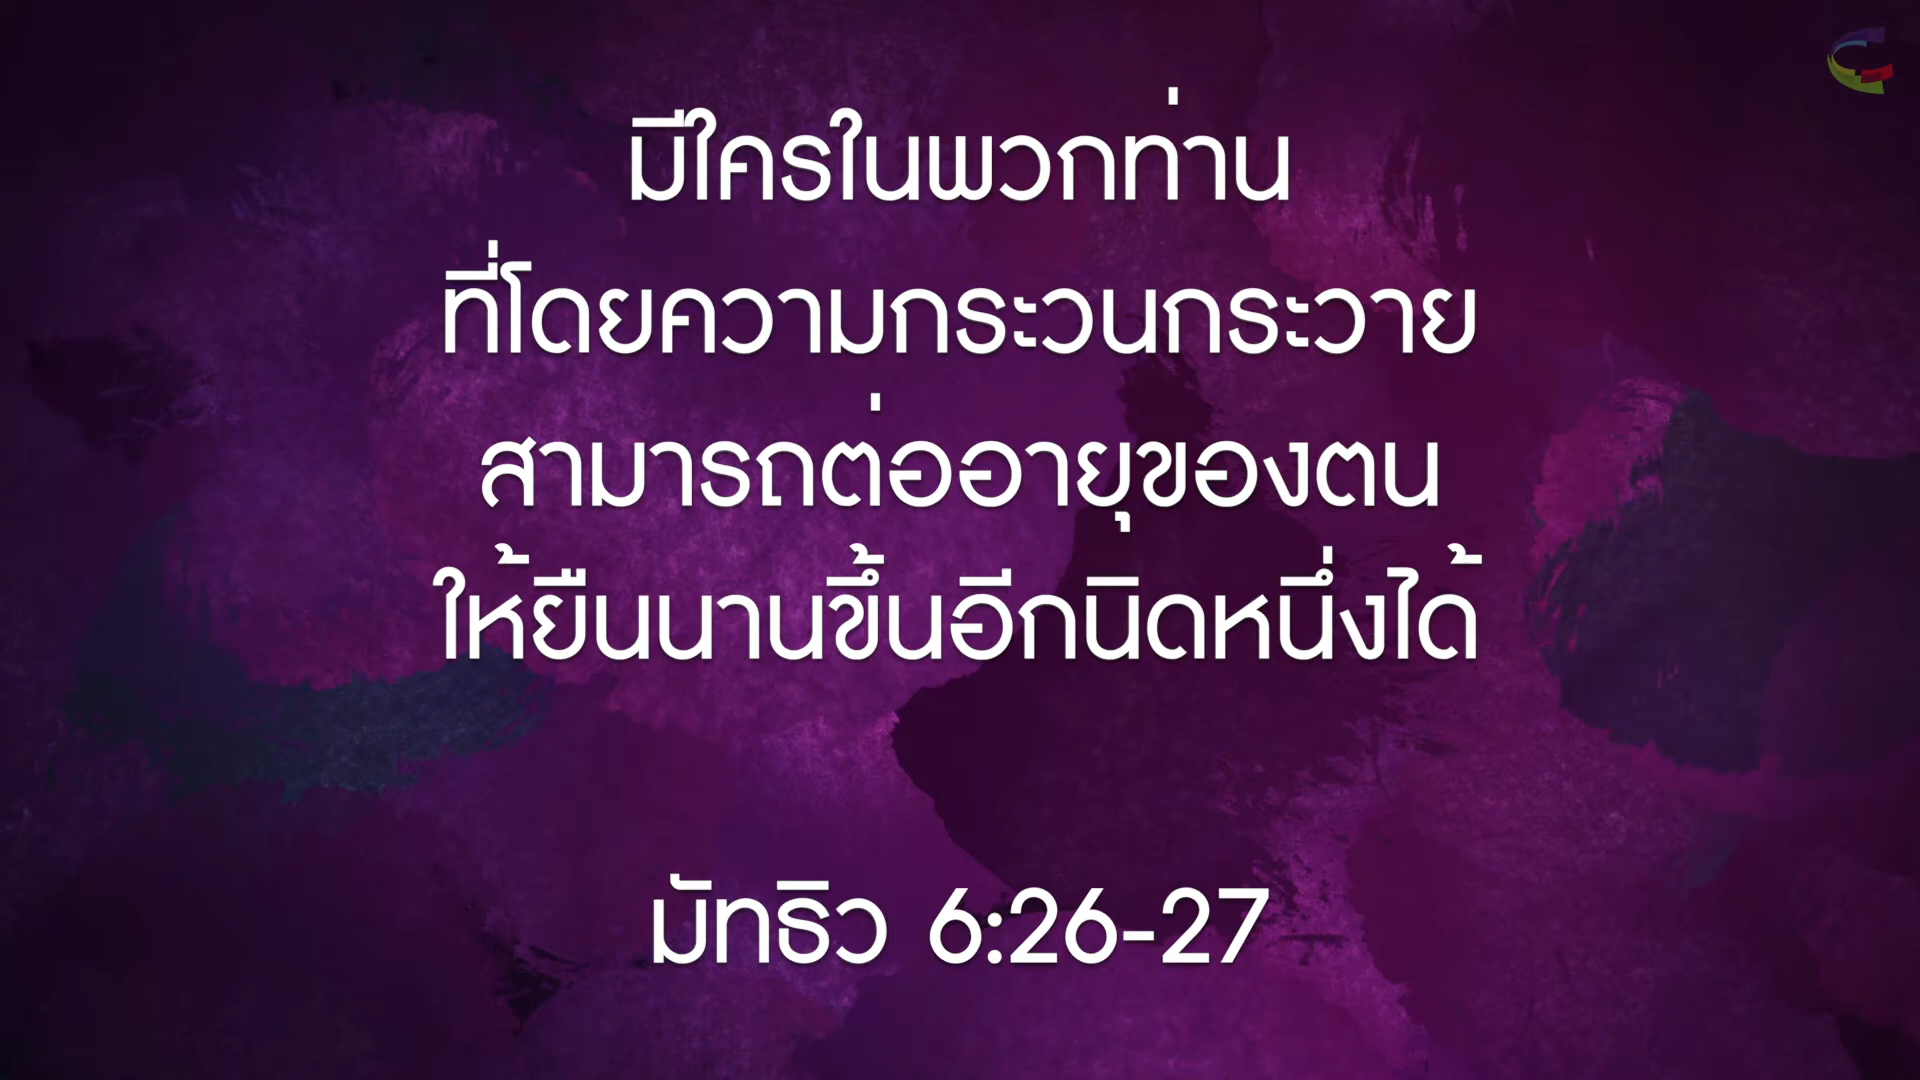 มีใครในพวกท่าน
ที่โดยความกระวนกระวาย
สามารถต่ออายุของตน
ให้ยืนนานขึ้นอีกนิดหนึ่งได้
มัทธิว 6:26-27